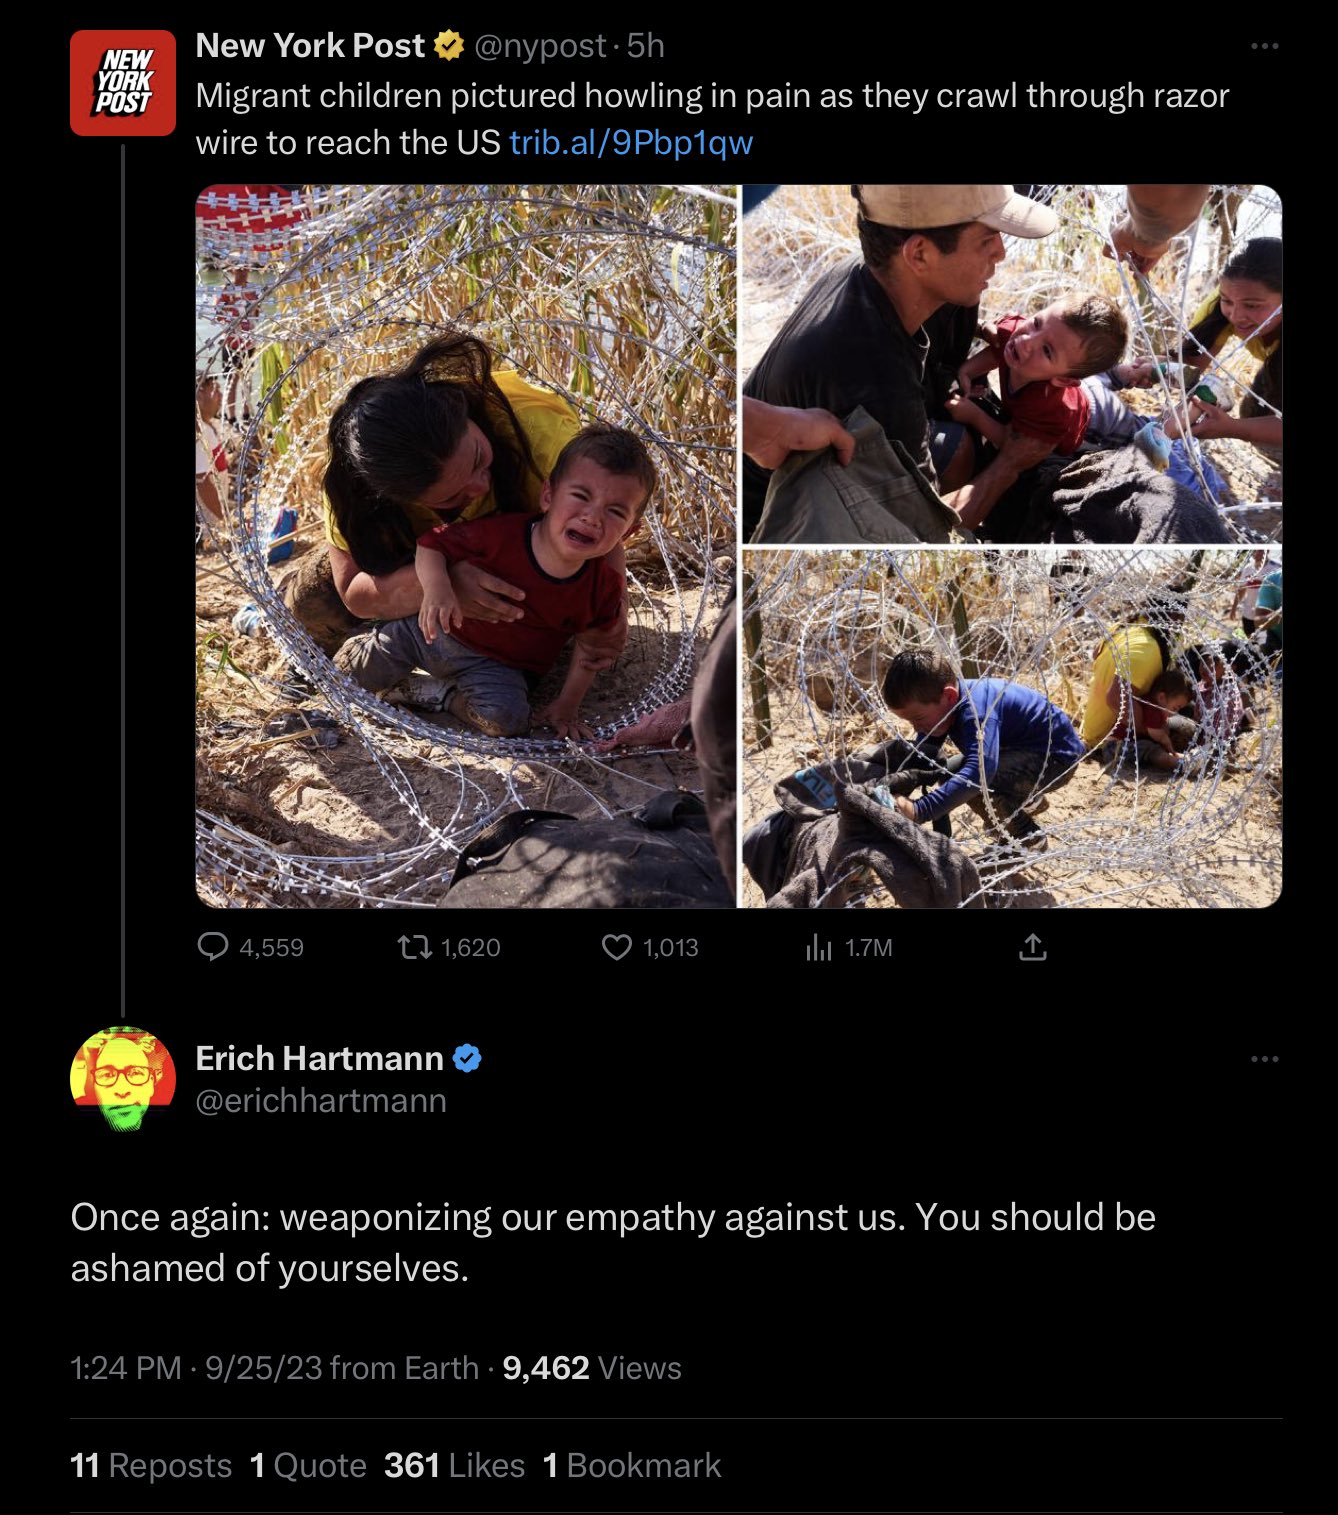 NEW
YORK
POST
New York Post @nypost · 5h
Migrant children pictured howling in pain as they crawl through razor
wire to reach the US trib.al/9Pbp1qw
4,559 1,620 1,013 1.7M
Erich Hartmann
@erichhartmann
Once again: weaponizing our empathy against us. You should be
ashamed of yourselves.
1:24 PM · 9/25/23 from Earth · 9,462 Views
11 Reposts 1 Quote 361 Likes 1 Bookmark